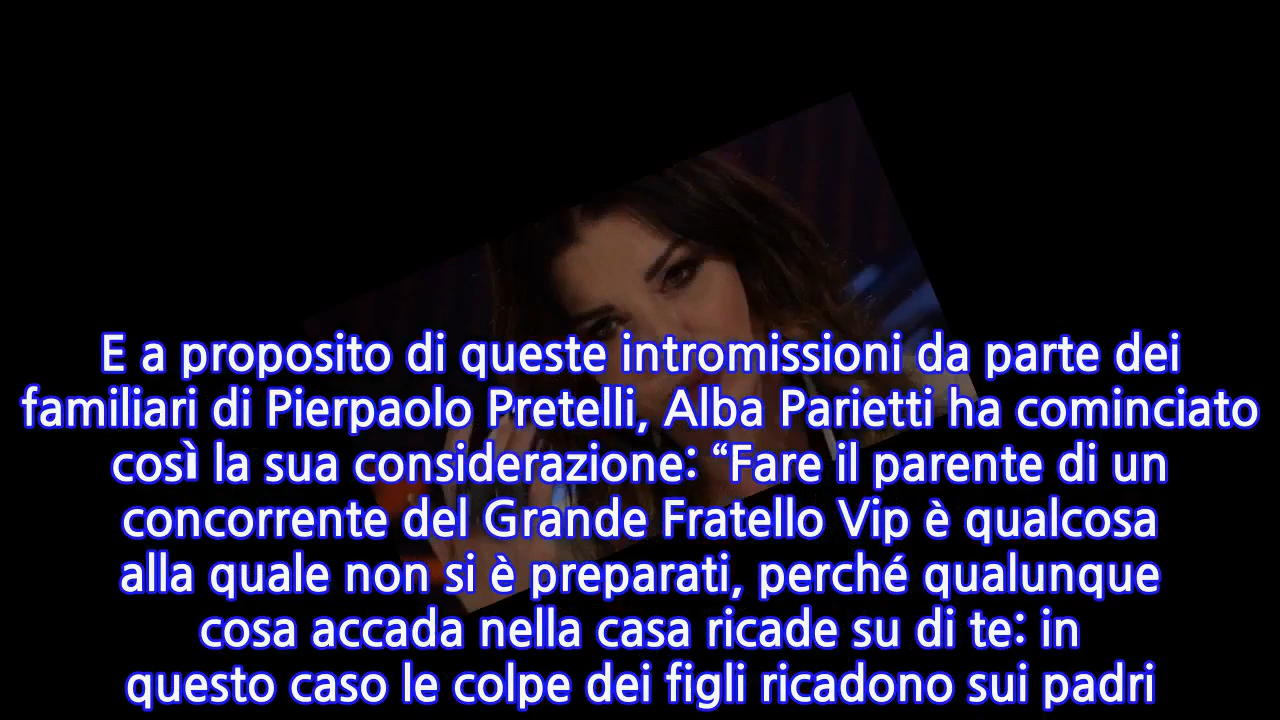 E a proposito di queste intromissioni da parte dei
familiari di Pierpaolo Pretelli, Alba Parietti ha cominciato
così la sua considerazione: “Fare il parente di un
concorrente del Grande Fratello Vip è qualcosa
alla quale non si è preparati, perché qualunque
cosa accada nella casa ricade su di te: in
questo caso le colpe dei figli ricadono sui padri